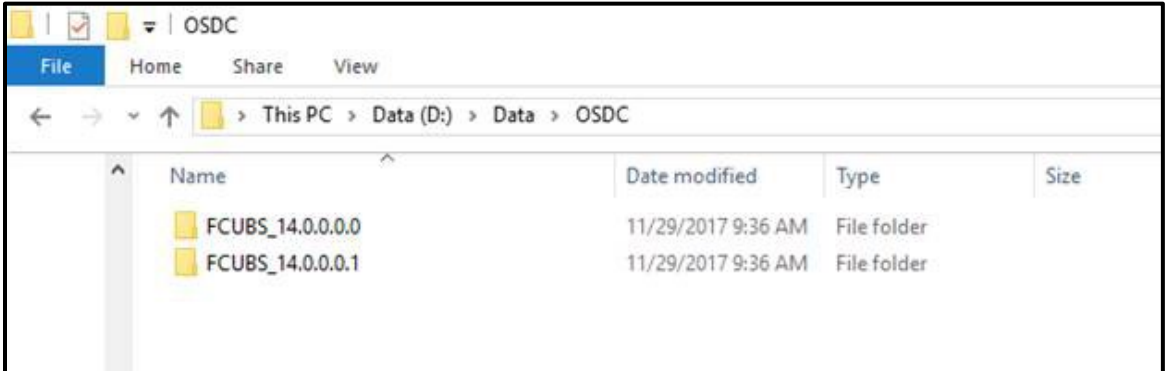 OSDC
File Home Share View
This PC > Data (D:) > Data > OSDC
Name Date modified Type Size
FCUBS_14.0.0.0.0 11/29/2017 9:36 AM File folder
FCUBS_14.0.0.0.1 11/29/2017 9:36 AM File folder